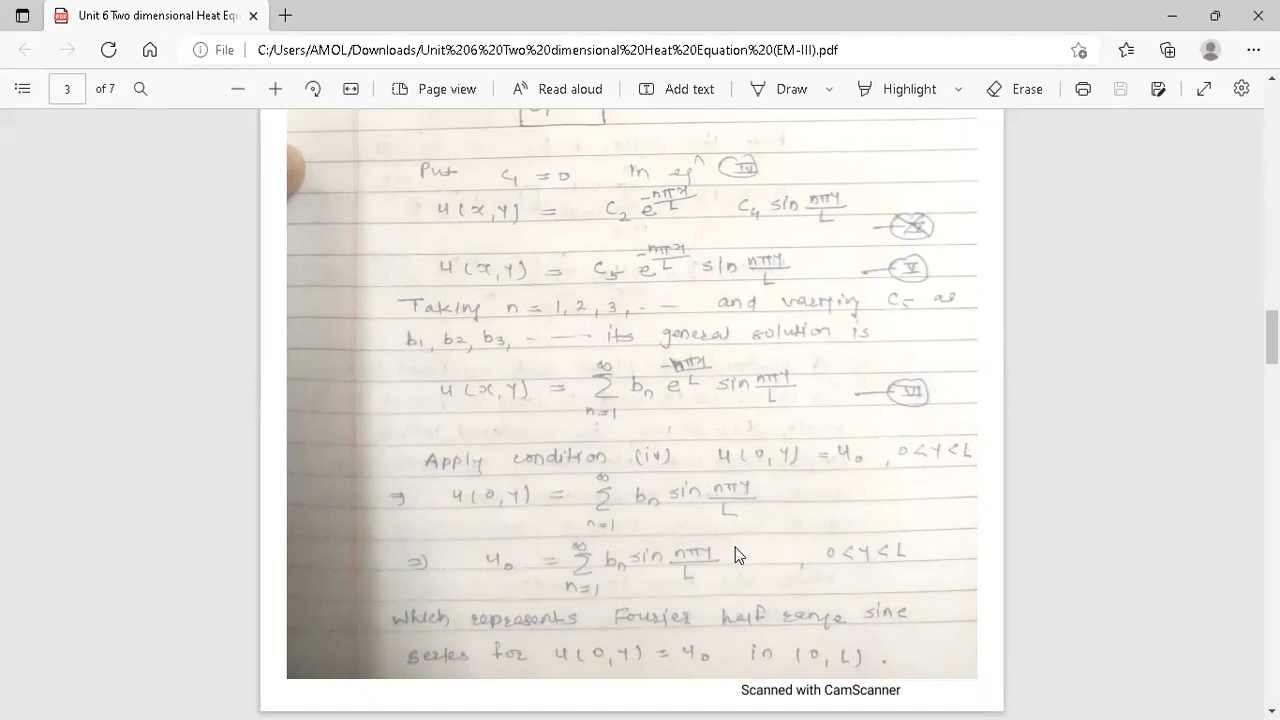 Unit 6 Two dimensional Heat Equ
File C:/Users/AMOL/Downloads/Unit%206%20Two%20dimensional%20Heat%20Equation%20(EM-III).pdf
3 of 7 Page view Read aloud Add text Draw Highlight Erase
Put C₁ = 0 in eqⁿ (IV)
u(x,y) = C₂ e^(-nπx/L) C₄ sin nπy/L
u(x,y) = C₅ e^(-nπx/L) sin nπy/L — (V)
Taking n = 1, 2, 3, - — and varying C₅ as
b₁, b₂, b₃, - — its general solution is
u(x,y) = ∞ Σ n=1 bₙ e^(-nπx/L) sin nπy/L — (VI)
Apply condition (iv) u(0,y) = u₀, 0<y<L
⇒ u(0,y) = ∞ Σ n=1 bₙ sin nπy/L
⇒ u₀ = ∞ Σ n=1 bₙ sin nπy/L , 0<y<L
which represents Fourier half range sine
series for u(0,y) = u₀ in (0,L).
Scanned with CamScanner